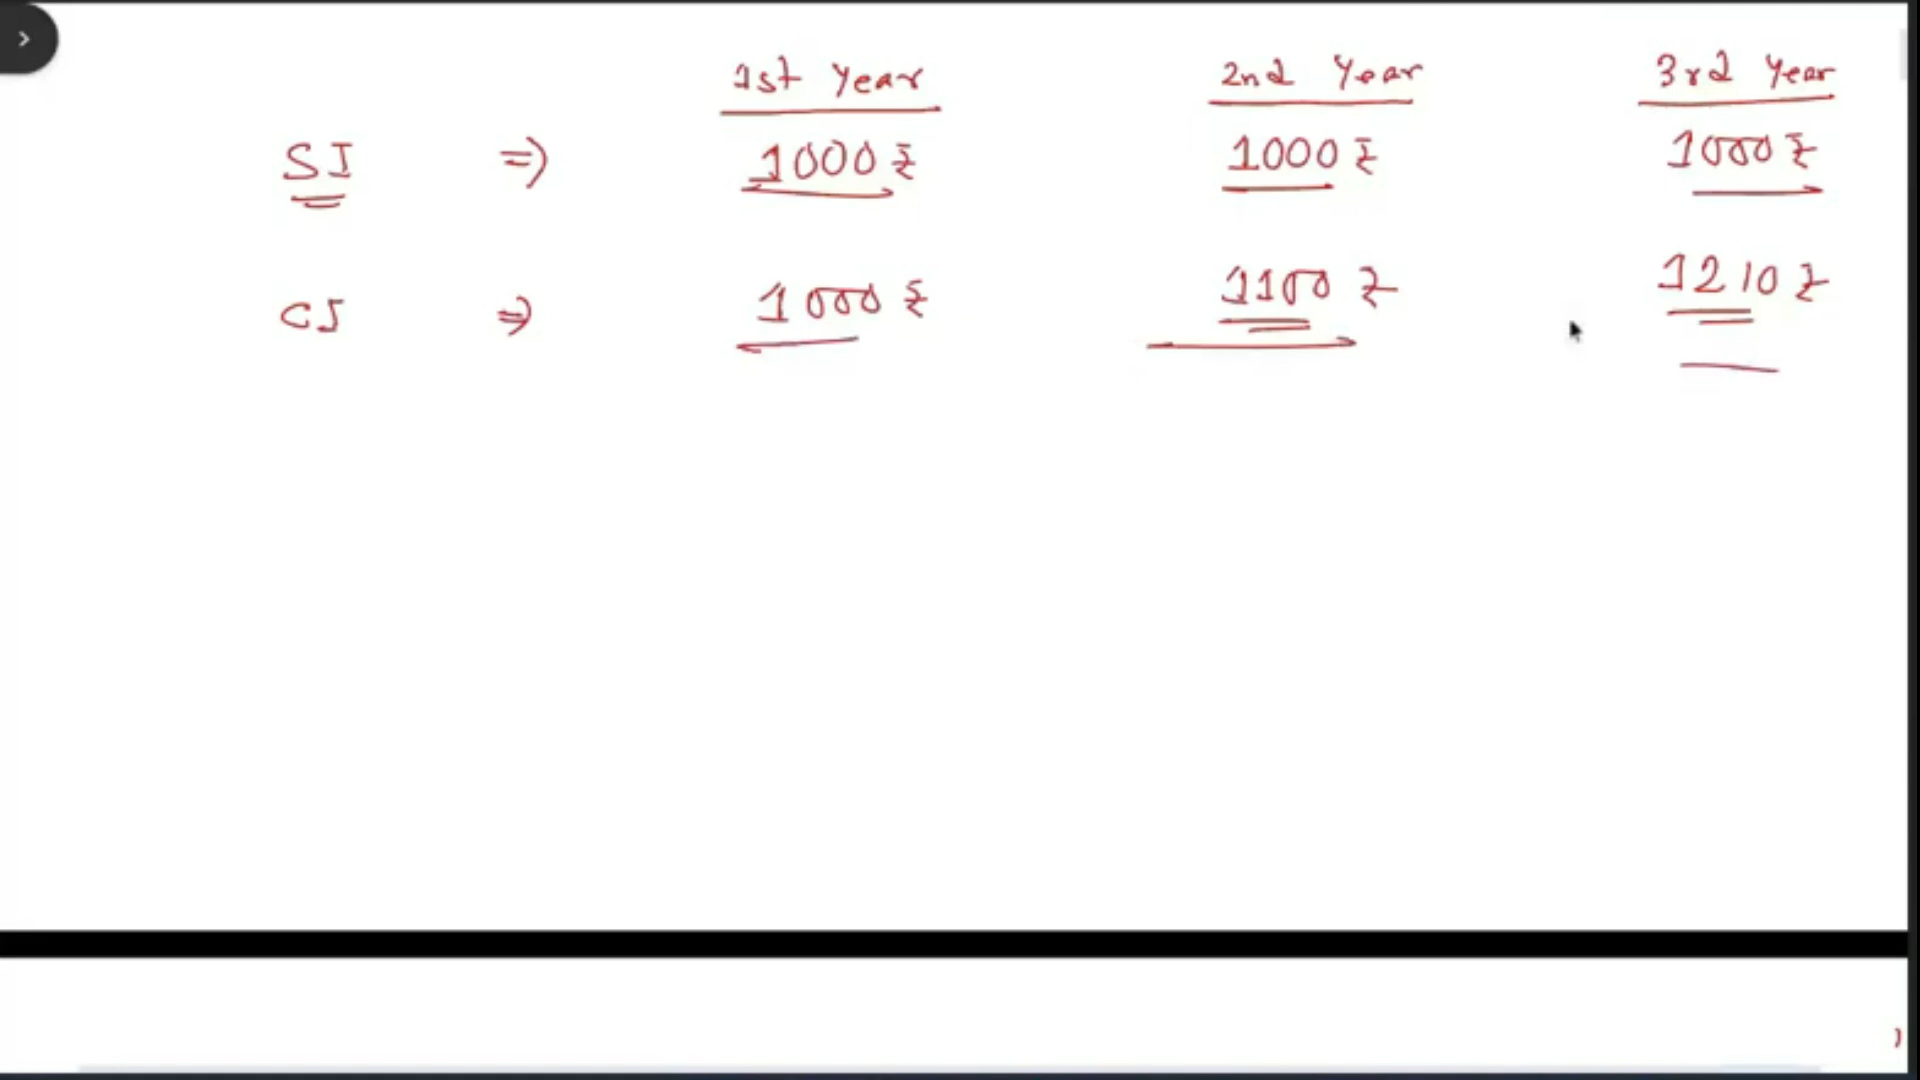 1st Year 2nd Year 3rd Year
SI ⇒ 1000 ₹ 1000 ₹ 1000 ₹
CI ⇒ 1000 ₹ 1100 ₹ 1210 ₹